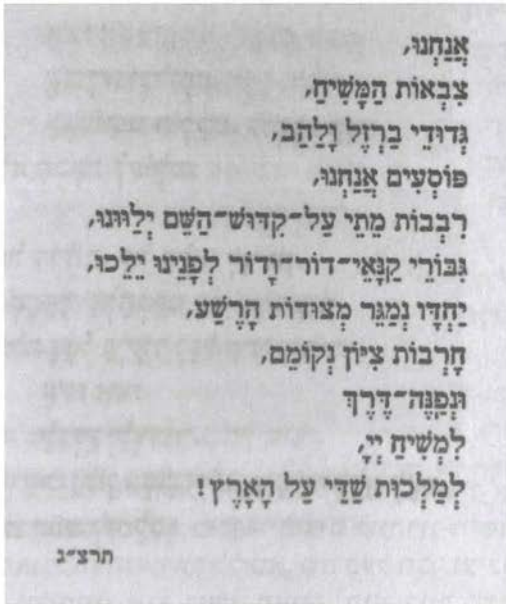 אֲנַחְנוּ,
צִבְאוֹת הַמָּשִׁיחַ,
גְּדוּדֵי בַרְזֶל וָלַהַב,
פּוֹסְעִים אֲנַחְנוּ,
רִבְבוֹת מֵתֵי עַל־קִדּוּשׁ־הַשֵּׁם יְלַוּוּנוּ,
גִּבּוֹרֵי קַנָּאֵי־דוֹר־וָדוֹר לְפָנֵינוּ יֵלֵכוּ,
יַחְדָּו נְמַגֵּר מְצוּדוֹת הָרֶשַׁע,
חָרְבוֹת צִיּוֹן נְקוֹמֵם,
וּנְפַנֶּה־דֶּרֶךְ
לִמְשִׁיחַ יְיָ,
לְמַלְכוּת שַׁדַּי עַל הָאָרֶץ!
תרצ״ג